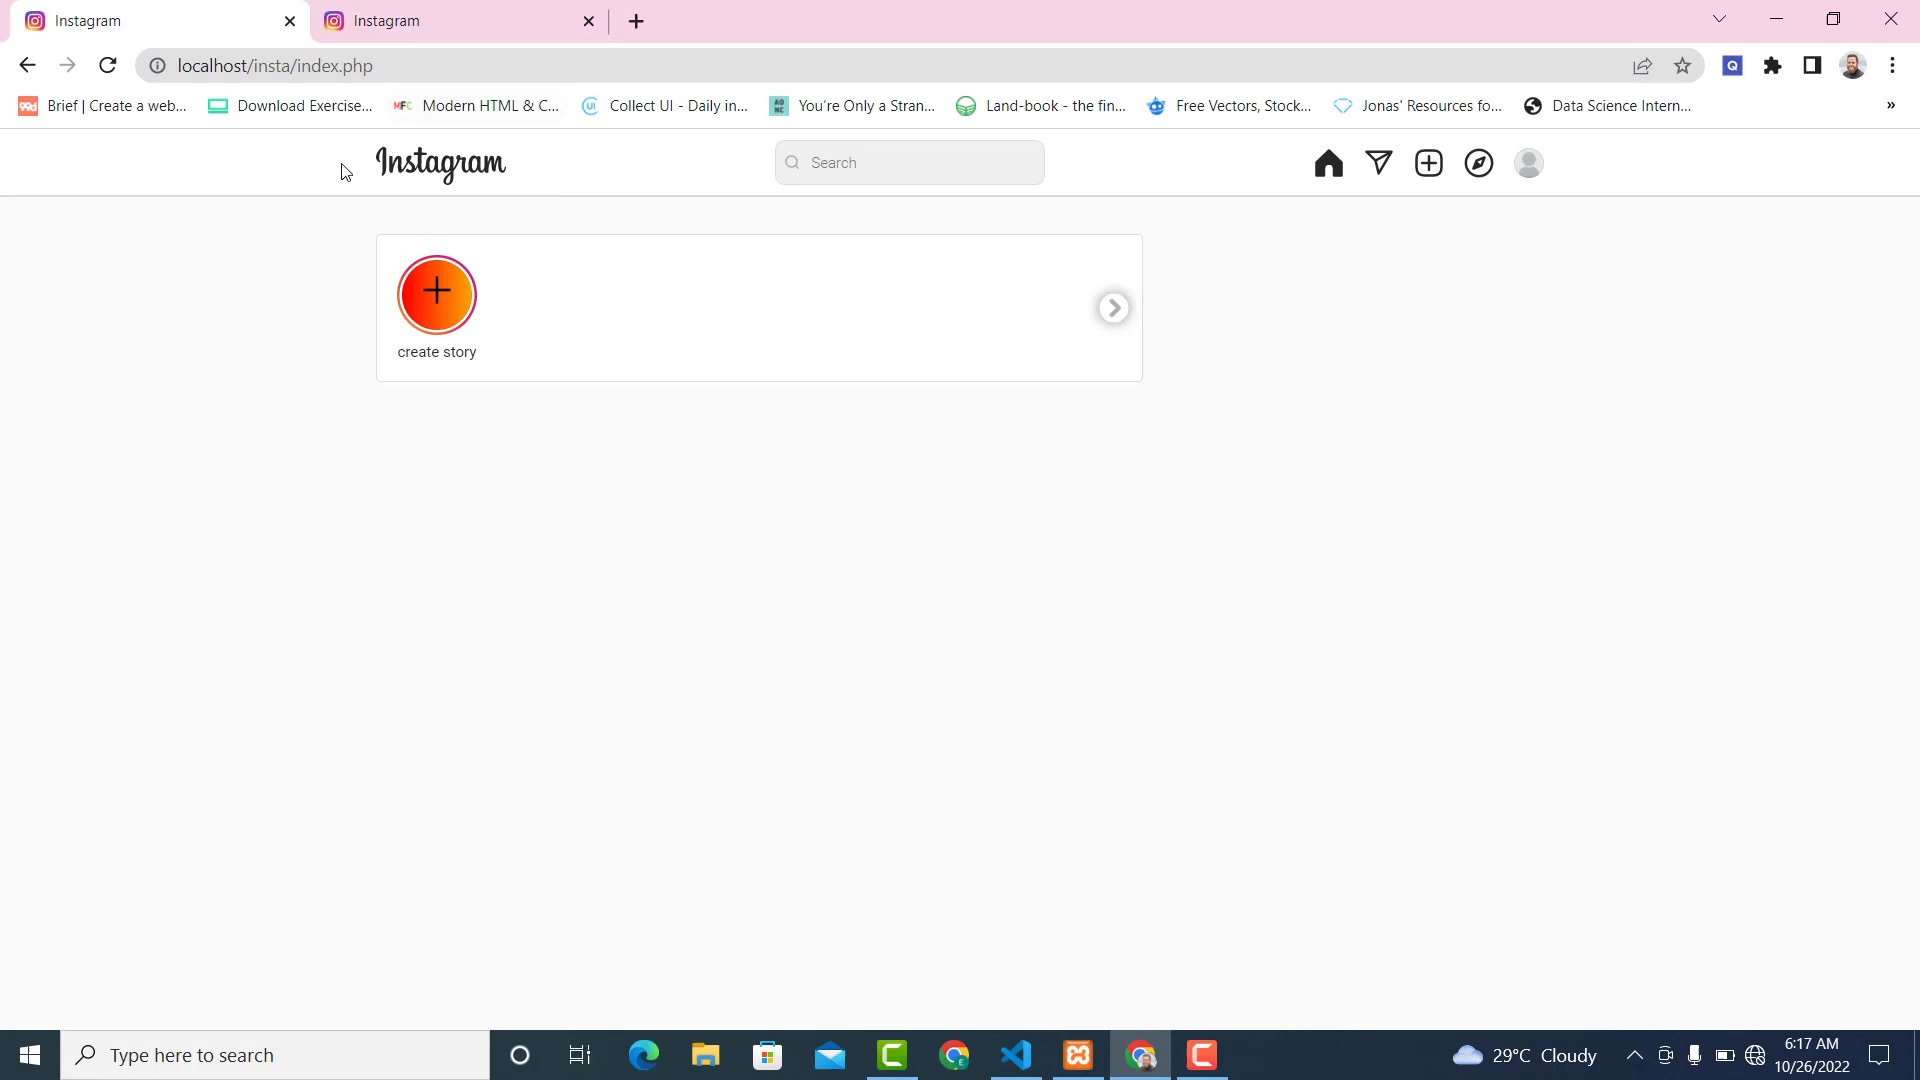 Instagram
Instagram
localhost/insta/index.php
Brief | Create a web...
Download Exercise...
MFC Modern HTML & C...
Collect UI - Daily in...
You're Only a Stran...
Land-book - the fin...
Free Vectors, Stock...
Jonas' Resources fo...
Data Science Intern...
Instagram
Search
create story
Type here to search
29°C Cloudy
6:17 AM
10/26/2022